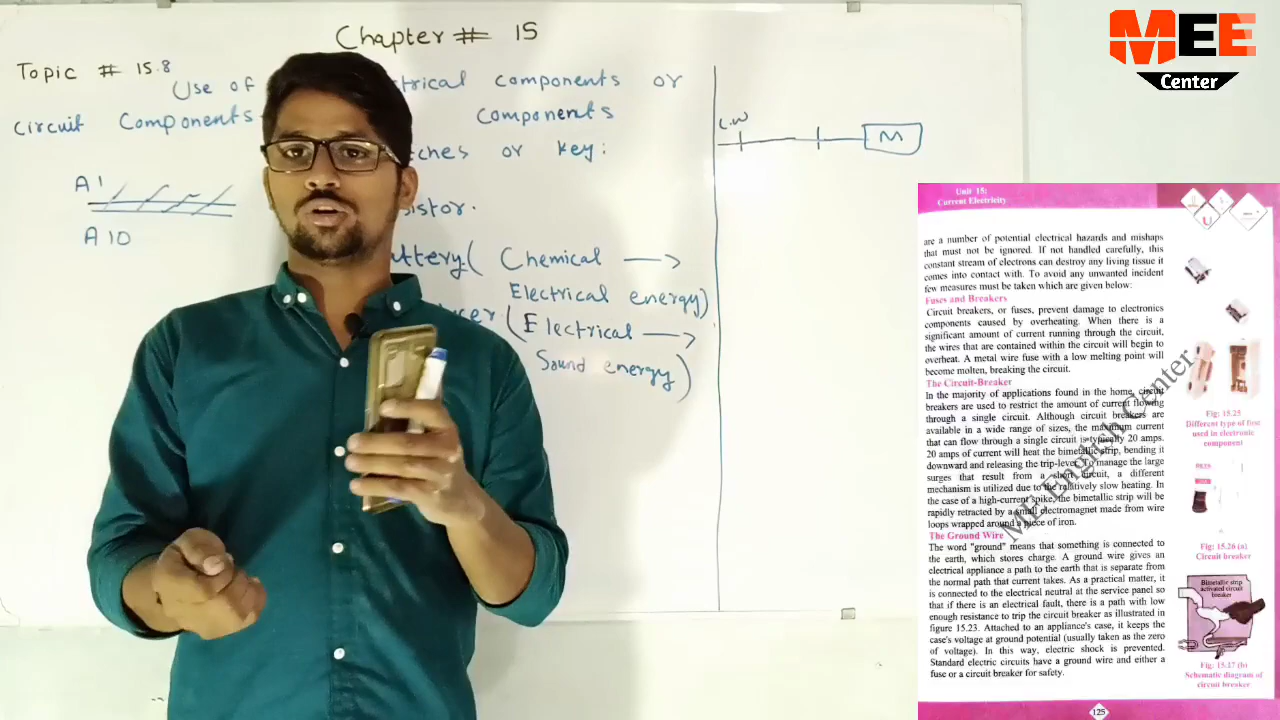 Chapter # 15
Topic # 15.8
Use of trical components or
Circuit Components components
tches or key:
A1
A10
istor.
attery ( Chemical →
Electrical energy)
zer ( Electrical →
Sound energy )
L.W
M
MEE
Center
Unit 15:
Current Electricity
are a number of potential electrical hazards and mishaps
that must not be ignored. If not handled carefully, this
constant stream of electrons can destroy any living tissue it
comes into contact with. To avoid any unwanted incident
few measures must be taken which are given below:
Fuses and Breakers
Circuit breakers, or fuses, prevent damage to electronics
components caused by overheating. When there is a
significant amount of current running through the circuit,
the wires that are contained within the circuit will begin to
overheat. A metal wire fuse with a low melting point will
become molten, breaking the circuit.
The Circuit-Breaker
In the majority of applications found in the home, circuit
breakers are used to restrict the amount of current flowing
through a single circuit. Although circuit breakers are
available in a wide range of sizes, the maximum current
that can flow through a single circuit is typically 20 amps.
20 amps of current will heat the bimetallic strip, bending it
downward and releasing the trip-lever. To manage the large
surges that result from a short circuit, a different
mechanism is utilized due to the relatively slow heating. In
the case of a high-current spike, the bimetallic strip will be
rapidly retracted by a small electromagnet made from wire
loops wrapped around a piece of iron.
The Ground Wire
The word "ground" means that something is connected to
the earth, which stores charge. A ground wire gives an
electrical appliance a path to the earth that is separate from
the normal path that current takes. As a practical matter, it
is connected to the electrical neutral at the service panel so
that if there is an electrical fault, there is a path with low
enough resistance to trip the circuit breaker as illustrated in
figure 15.23. Attached to an appliance's case, it keeps the
case's voltage at ground potential (usually taken as the zero
of voltage). In this way, electric shock is prevented.
Standard electric circuits have a ground wire and either a
fuse or a circuit breaker for safety.
Fig: 15.25
Different type of fuse
used in electronic
component
Fig: 15.26 (a)
Circuit breaker
Bimetallic strip
activated circuit
breaker
Fig: 15.17 (b)
Schematic diagram of
circuit breaker
125
ME English Center